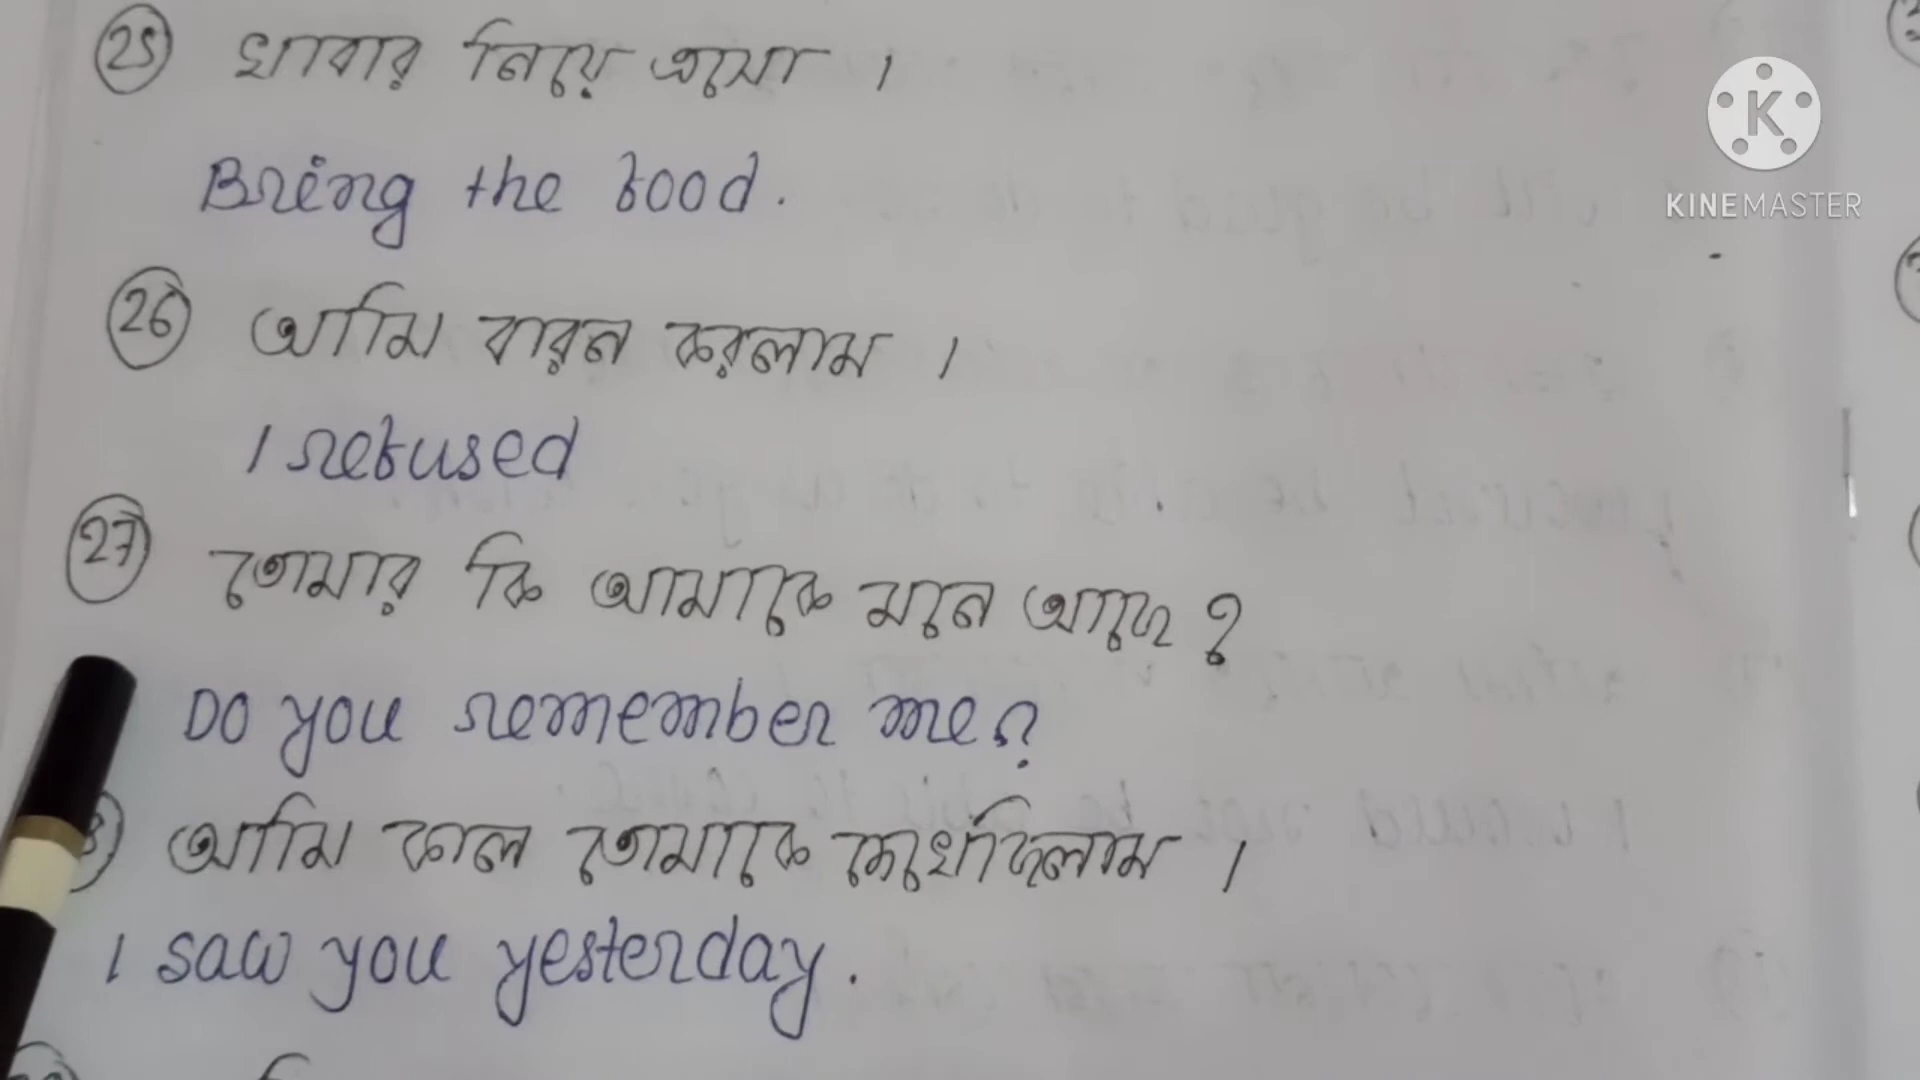 25 খাবার নিয়ে এসো ।
Bring the food.
26 আমি বারন করলাম ।
I refused
27 তোমার কি আমাকে মনে আছে ?
Do you remember me?
আমি কাল তোমাকে দেখেছিলাম ।
I saw you yesterday.
K
KINEMASTER